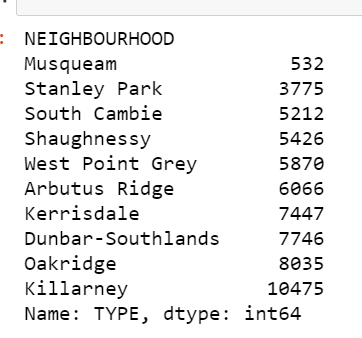 NEIGHBOURHOOD
Musqueam 532
Stanley Park 3775
South Cambie 5212
Shaughnessy 5426
West Point Grey 5870
Arbutus Ridge 6066
Kerrisdale 7447
Dunbar-Southlands 7746
Oakridge 8035
Killarney 10475
Name: TYPE, dtype: int64